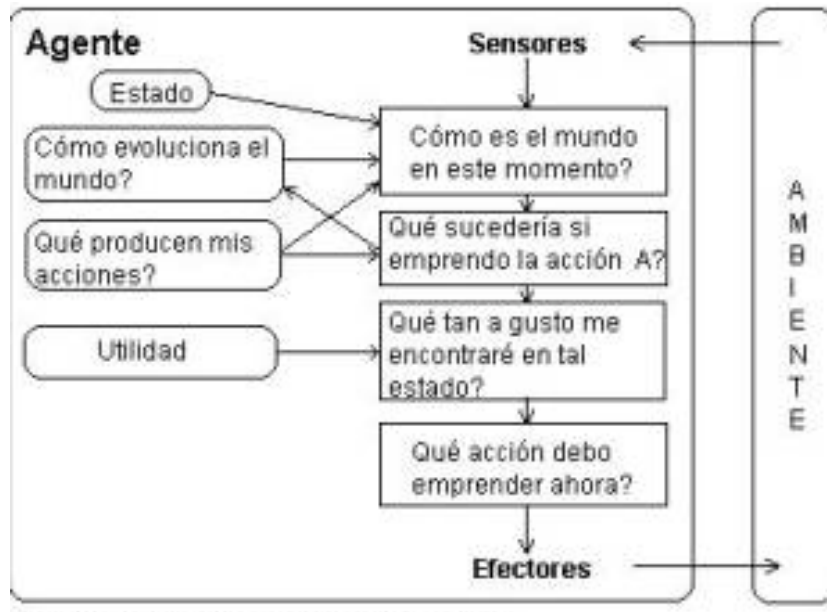 Agente
Sensores
Estado
Cómo es el mundo
en este momento?
Cómo evoluciona el
mundo?
Qué sucedería si
emprendo la acción A?
Qué producen mis
acciones?
Qué tan a gusto me
encontraré en tal
estado?
Utilidad
Qué acción debo
emprender ahora?
Efectores
AMBIENTE